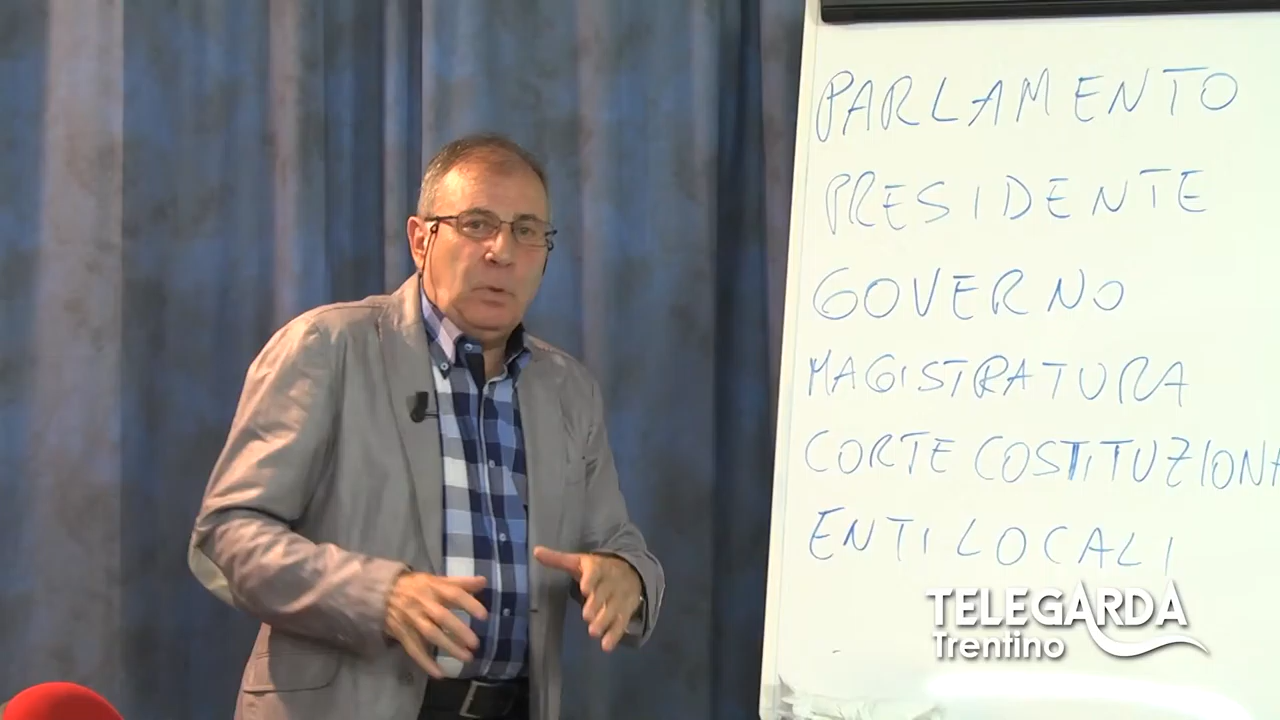 PARLAMENTO
PRESIDENTE
GOVERNO
MAGISTRATURA
CORTE COSTITUZIONA
ENTI LOCALI
TELEGARDA
Trentino